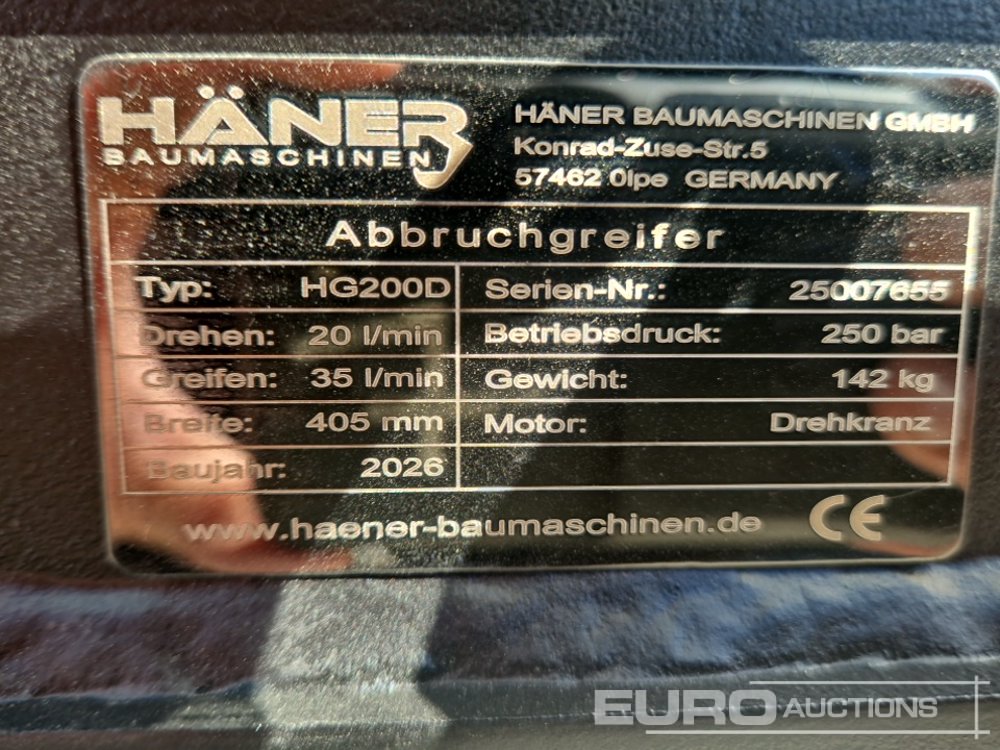 HÄNER
BAUMASCHINEN
HÄNER BAUMASCHINEN GMBH
Konrad-Zuse-Str.5
57462 Olpe GERMANY
Abbruchgreifer
Typ: HG200D Serien-Nr.: 25007655
Drehen: 20 l/min Betriebsdruck: 250 bar
Greifen: 35 l/min Gewicht: 142 kg
Breite: 405 mm Motor: Drehkranz
Baujahr: 2026
www.haener-baumaschinen.de CE
EURO AUCTIONS